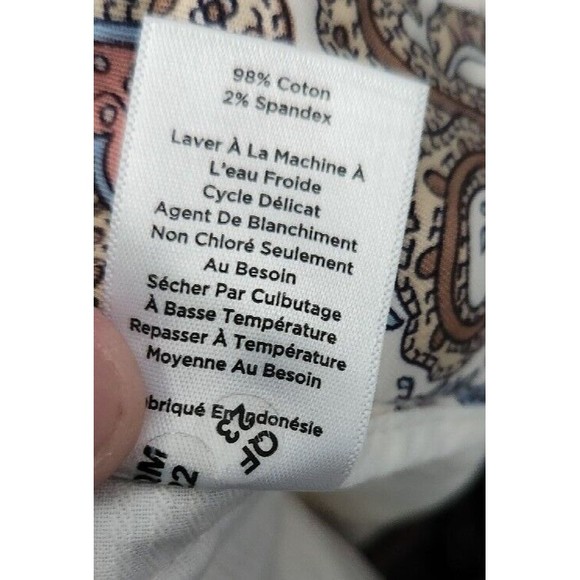 98% Coton
2% Spandex
Laver À La Machine À
L'eau Froide
Cycle Délicat
Agent De Blanchiment
Non Chloré Seulement
Au Besoin
Sécher Par Culbutage
À Basse Température
Repasser À Température
Moyenne Au Besoin